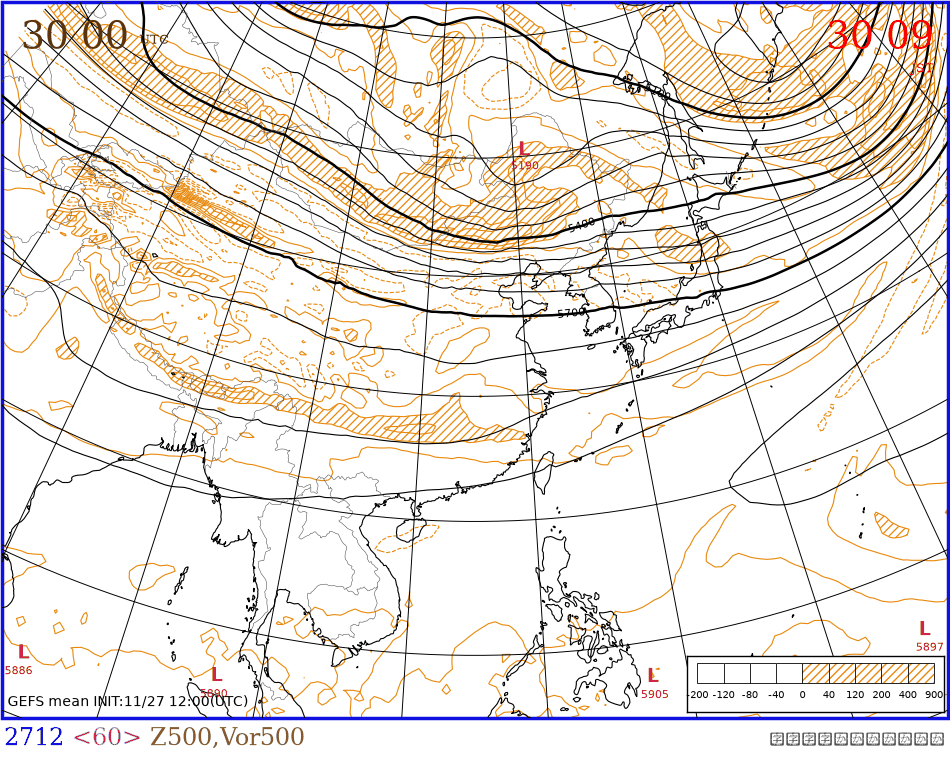 30 00 UTC
30 09
JST
L
5190
5400
5700
L
5886
L
5890
L
5905
L
5897
GEFS mean INIT:11/27 12:00(UTC)
-200 -120 -80 -40 0 40 120 200 400 900
2712 <60> Z500,Vor500